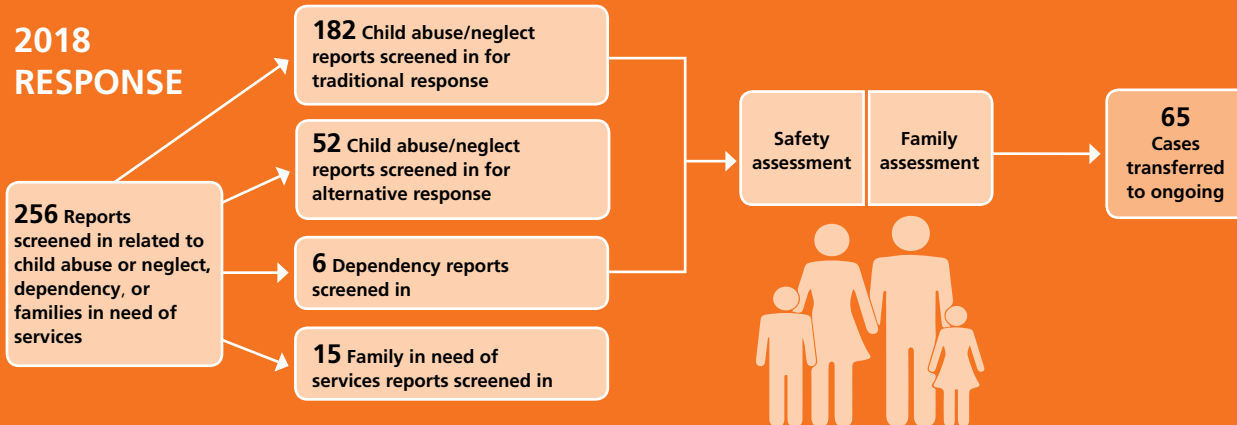 2018
RESPONSE
256 Reports
screened in related to
child abuse or neglect,
dependency, or
families in need of
services
182 Child abuse/neglect
reports screened in for
traditional response
52 Child abuse/neglect
reports screened in for
alternative response
6 Dependency reports
screened in
15 Family in need of
services reports screened in
Safety
assessment
Family
assessment
65
Cases
transferred
to ongoing